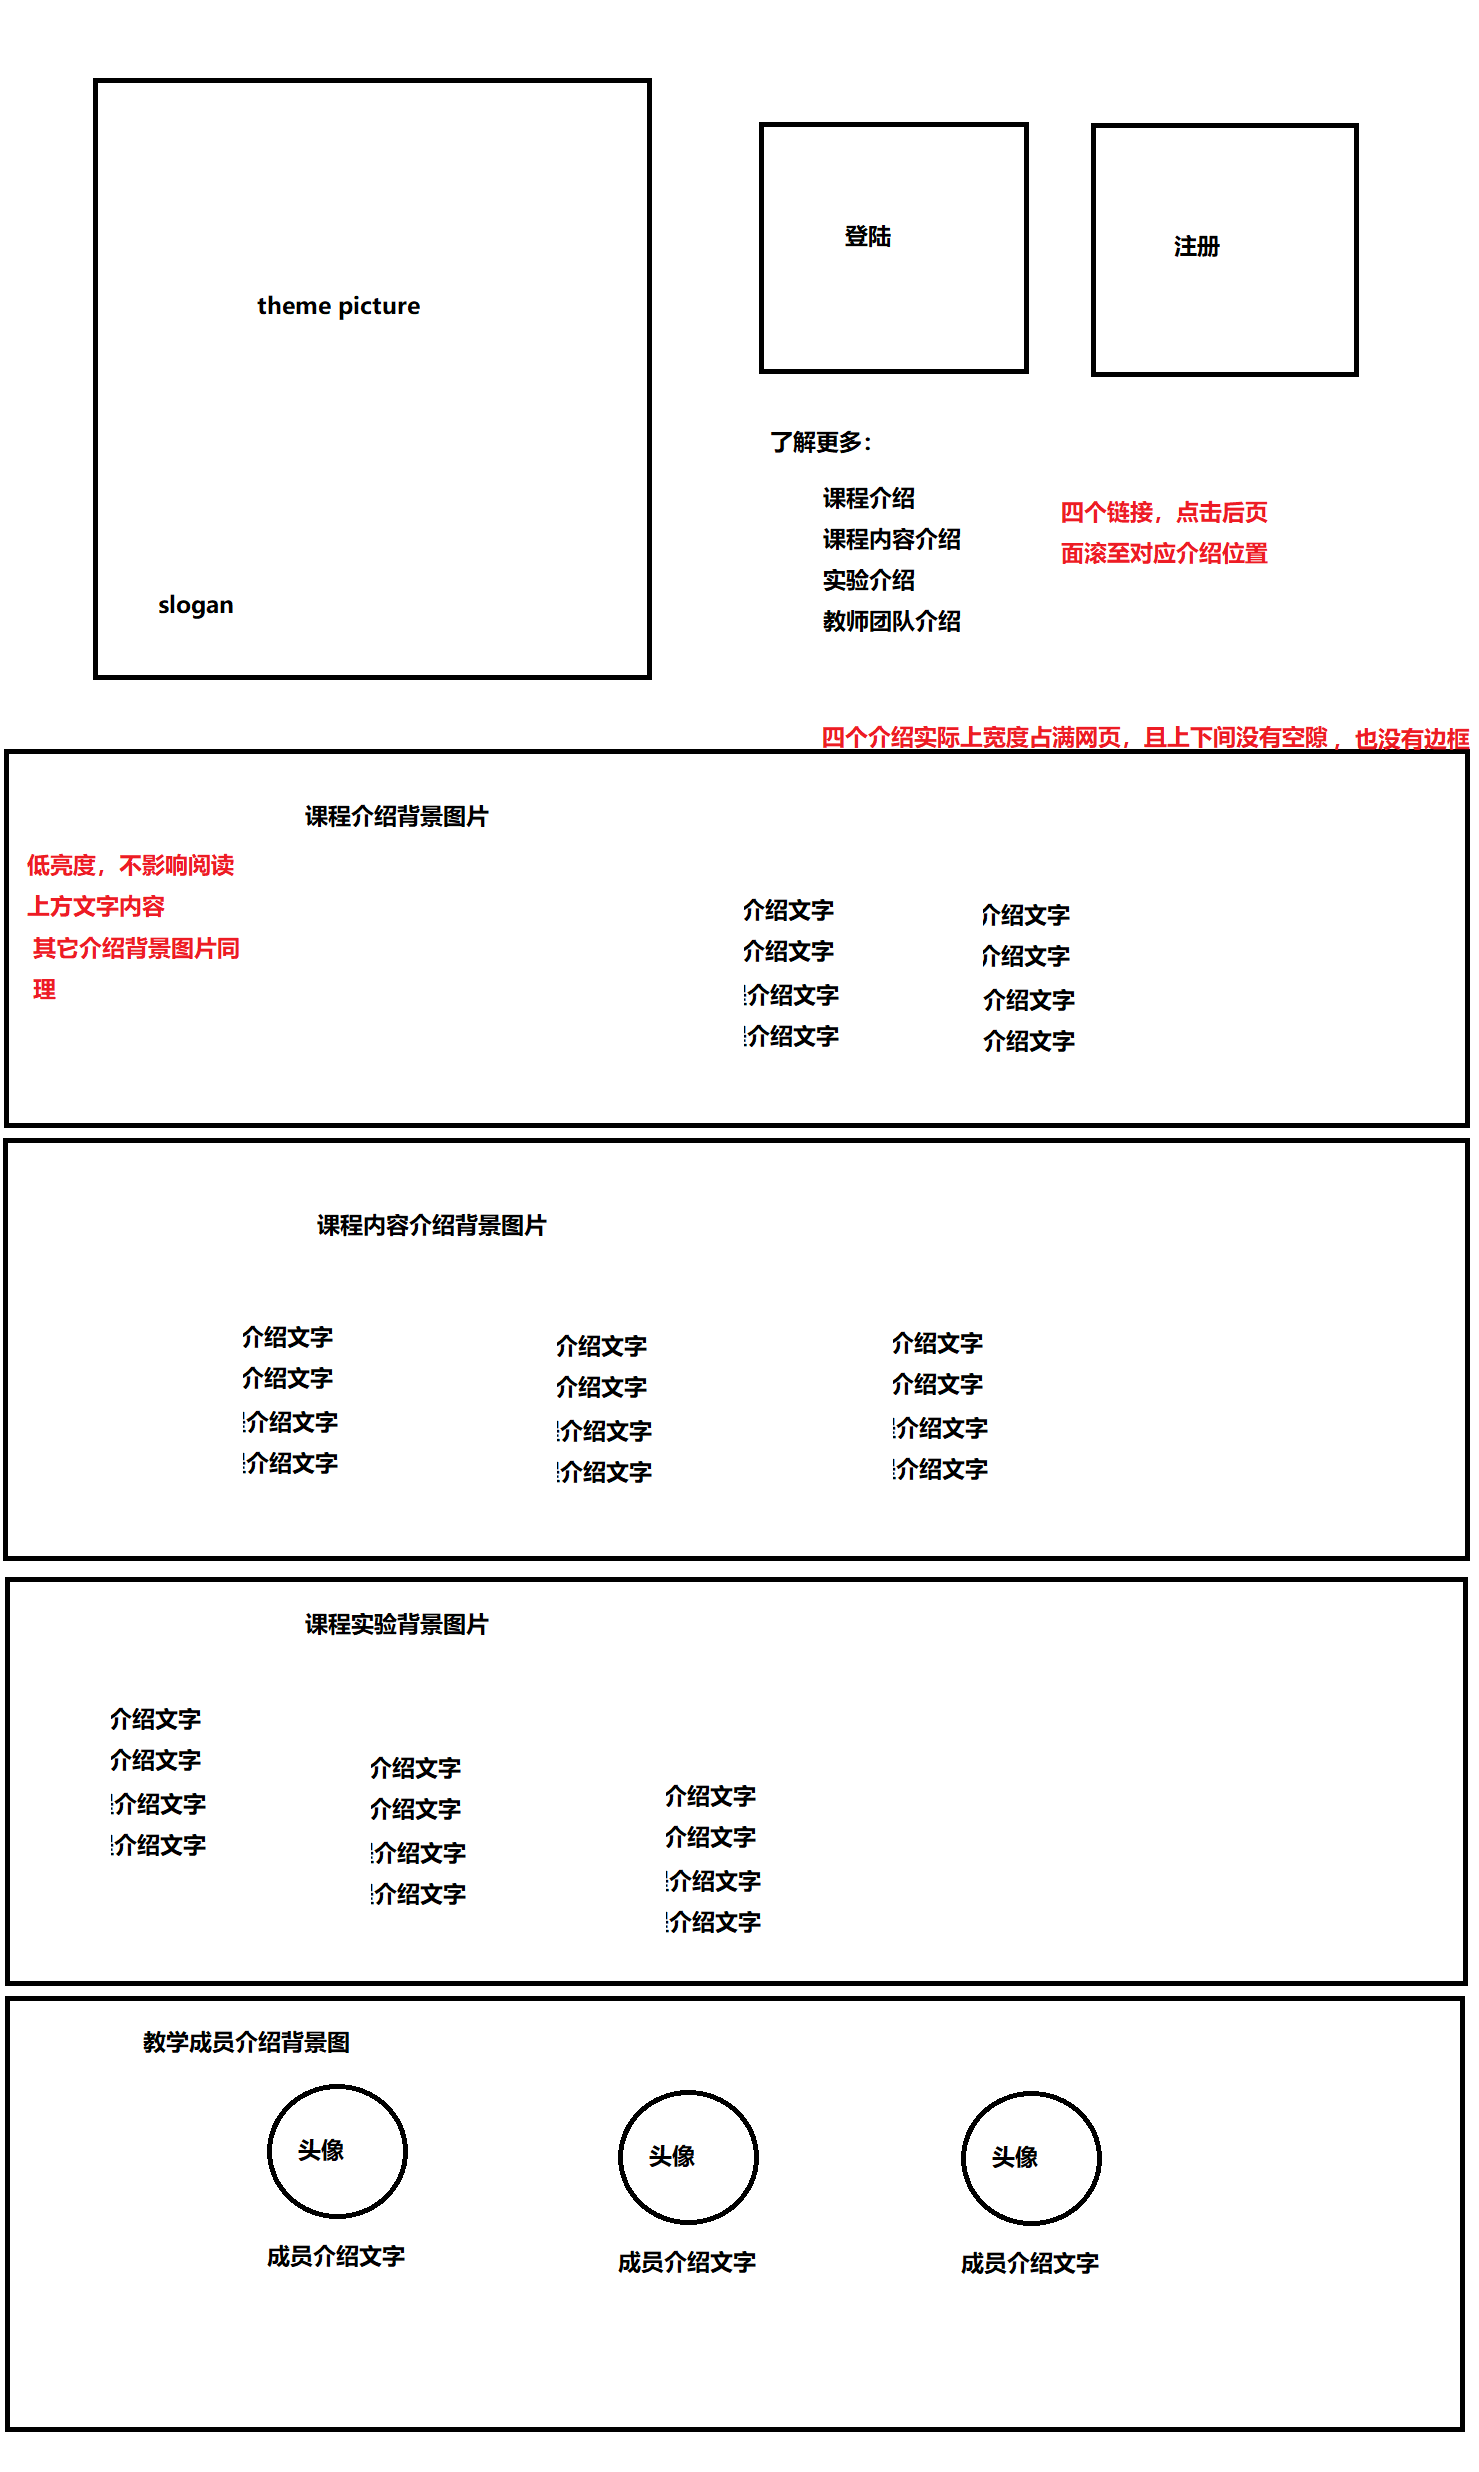 theme picture
slogan
登陆
注册
了解更多：
课程介绍
课程内容介绍
实验介绍
教师团队介绍
四个链接，点击后页
面滚至对应介绍位置
四个介绍实际上宽度占满网页，且上下间没有空隙，也没有边框
课程介绍背景图片
低亮度，不影响阅读
上方文字内容
其它介绍背景图片同
理
介绍文字
介绍文字
介绍文字
介绍文字
介绍文字
介绍文字
介绍文字
介绍文字
课程内容介绍背景图片
介绍文字
介绍文字
介绍文字
介绍文字
介绍文字
介绍文字
介绍文字
介绍文字
介绍文字
介绍文字
介绍文字
介绍文字
课程实验背景图片
介绍文字
介绍文字
介绍文字
介绍文字
介绍文字
介绍文字
介绍文字
介绍文字
介绍文字
介绍文字
介绍文字
介绍文字
教学成员介绍背景图
头像
成员介绍文字
头像
成员介绍文字
头像
成员介绍文字